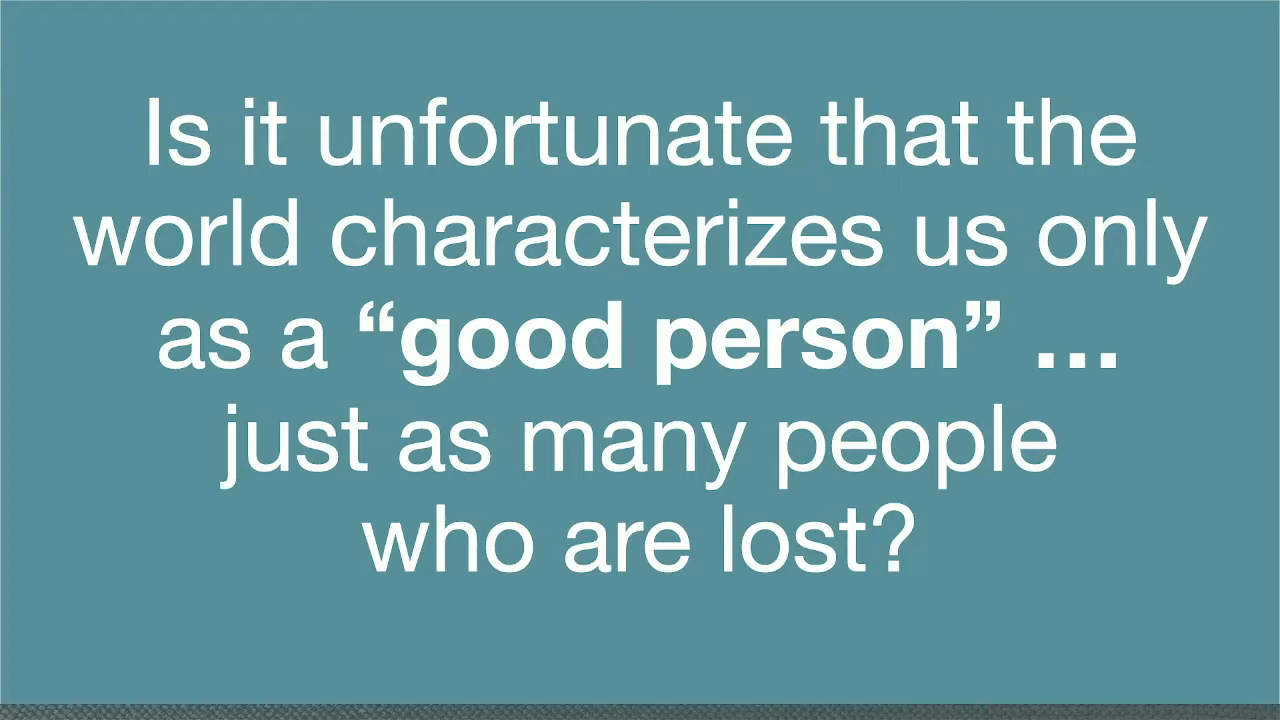 Is it unfortunate that the
world characterizes us only
as a “good person” ...
just as many people
who are lost?